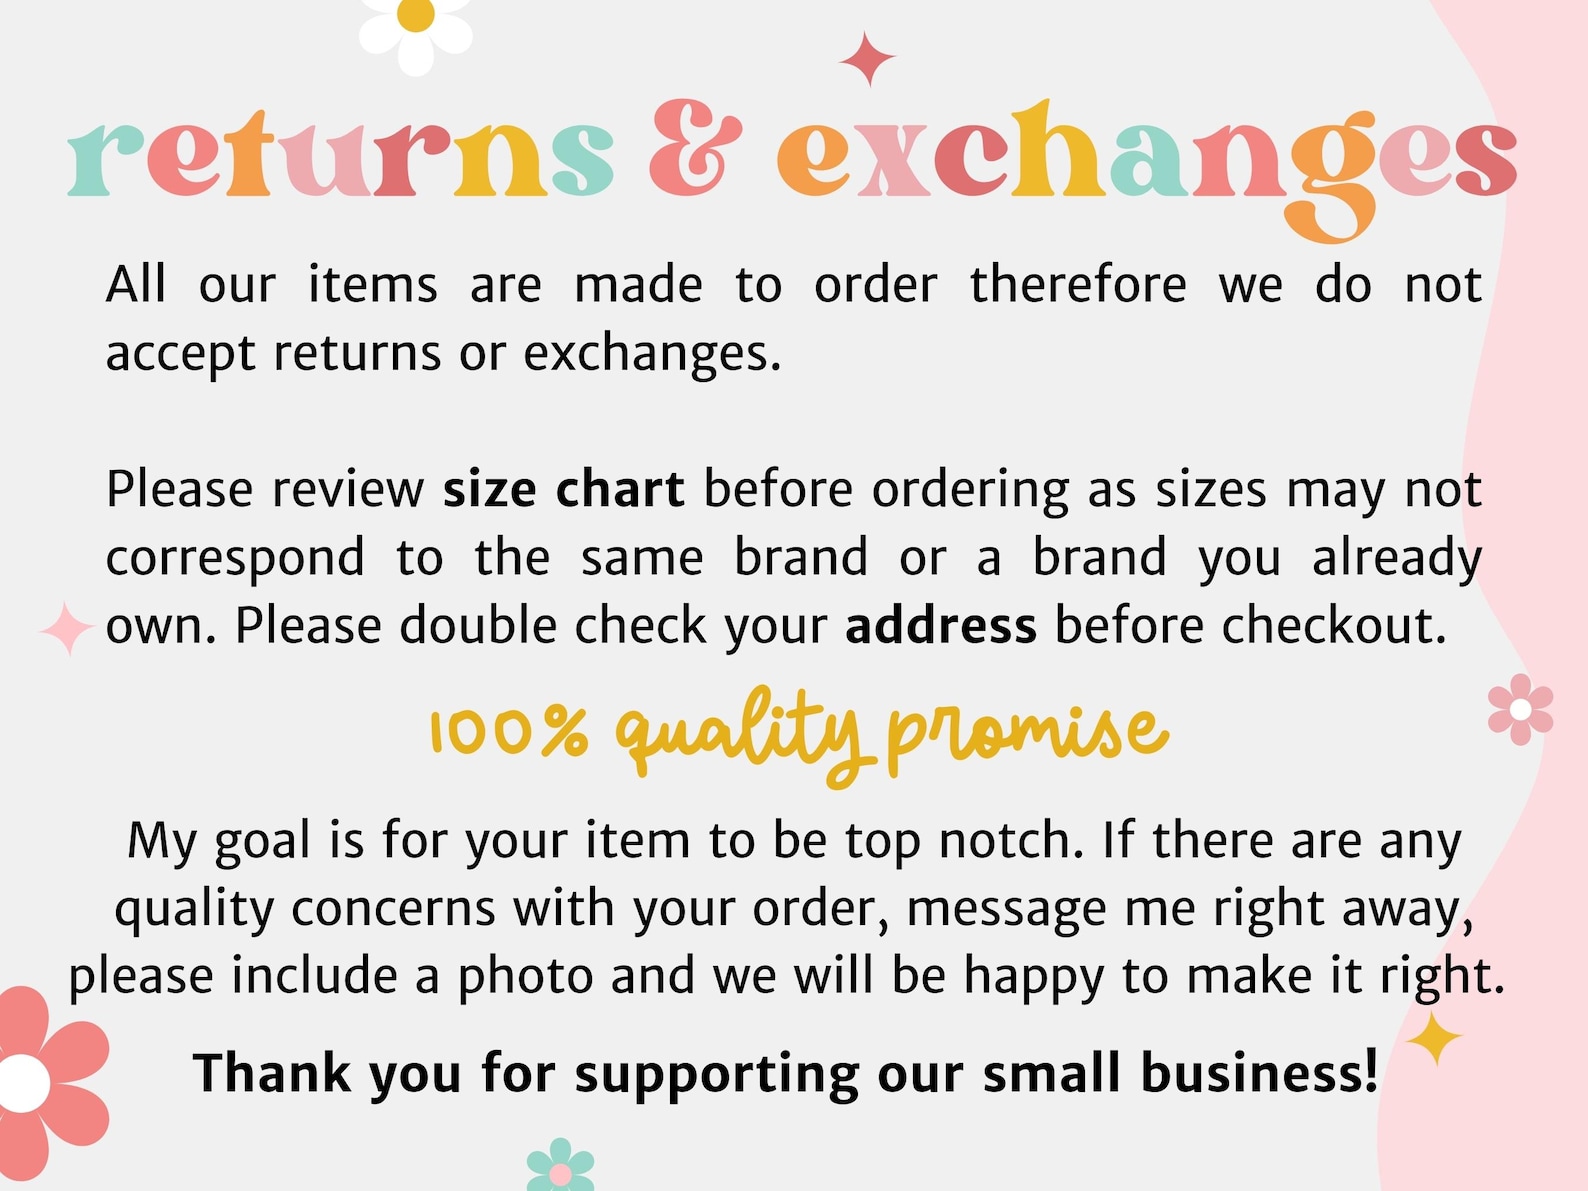 returns & exchanges
All our items are made to order therefore we do not
accept returns or exchanges.
Please review size chart before ordering as sizes may not
correspond to the same brand or a brand you already
own. Please double check your address before checkout.
100% quality promise
My goal is for your item to be top notch. If there are any
quality concerns with your order, message me right away,
please include a photo and we will be happy to make it right.
Thank you for supporting our small business!